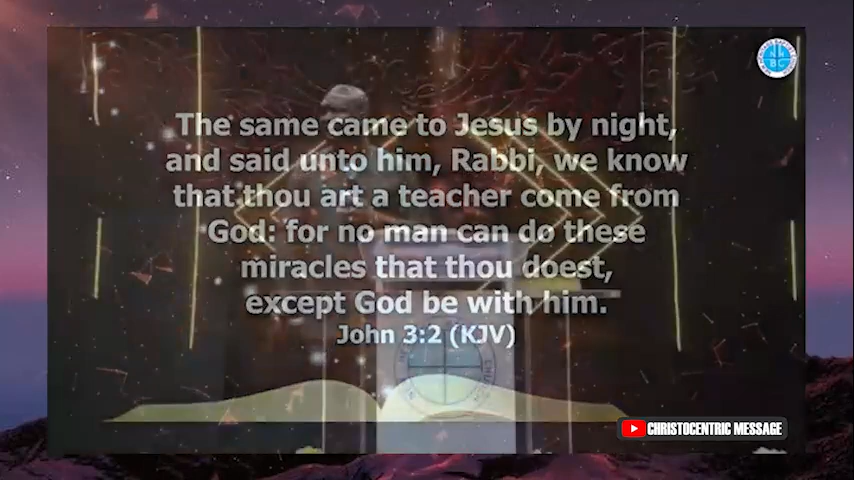 The same came to Jesus by night,
and said unto him, Rabbi, we know
that thou art a teacher come from
God: for no man can do these
miracles that thou doest,
except God be with him.
John 3:2 (KJV)
CHRISTOCENTRIC MESSAGE